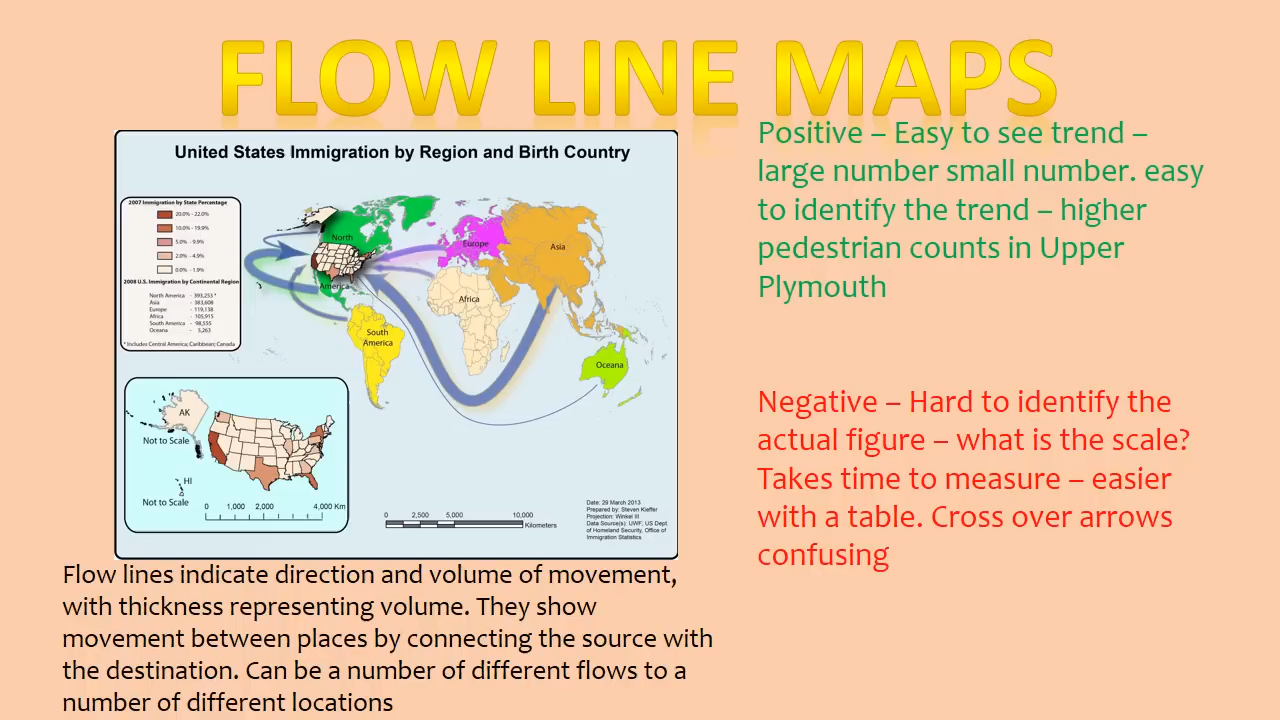 FLOW LINE MAPS
United States Immigration by Region and Birth Country
2007 Immigration by State Percentage
20.0% - 22.0%
10.0% - 19.9%
5.0% - 9.9%
2.0% - 4.9%
0.0% - 1.9%
2008 U.S. Immigration by Continental Region
North America - 393,253 *
Asia - 383,608
Europe - 119,138
Africa - 105,915
South America - 98,555
Oceana - 5,263
* Includes Central America; Caribbean; Canada
North
America
Europe
Asia
Africa
South
America
Oceana
AK
Not to Scale
HI
Not to Scale
0 1,000 2,000 4,000 Km
0 2,500 5,000 10,000
Kilometers
Date: 29 March 2013
Prepared by: Steven Kieffer
Projection: Winkel III
Data Source(s): UWF; US Dept.
of Homeland Security, Office of
Immigration Statistics
Flow lines indicate direction and volume of movement,
with thickness representing volume. They show
movement between places by connecting the source with
the destination. Can be a number of different flows to a
number of different locations
Positive – Easy to see trend –
large number small number. easy
to identify the trend – higher
pedestrian counts in Upper
Plymouth
Negative – Hard to identify the
actual figure – what is the scale?
Takes time to measure – easier
with a table. Cross over arrows
confusing